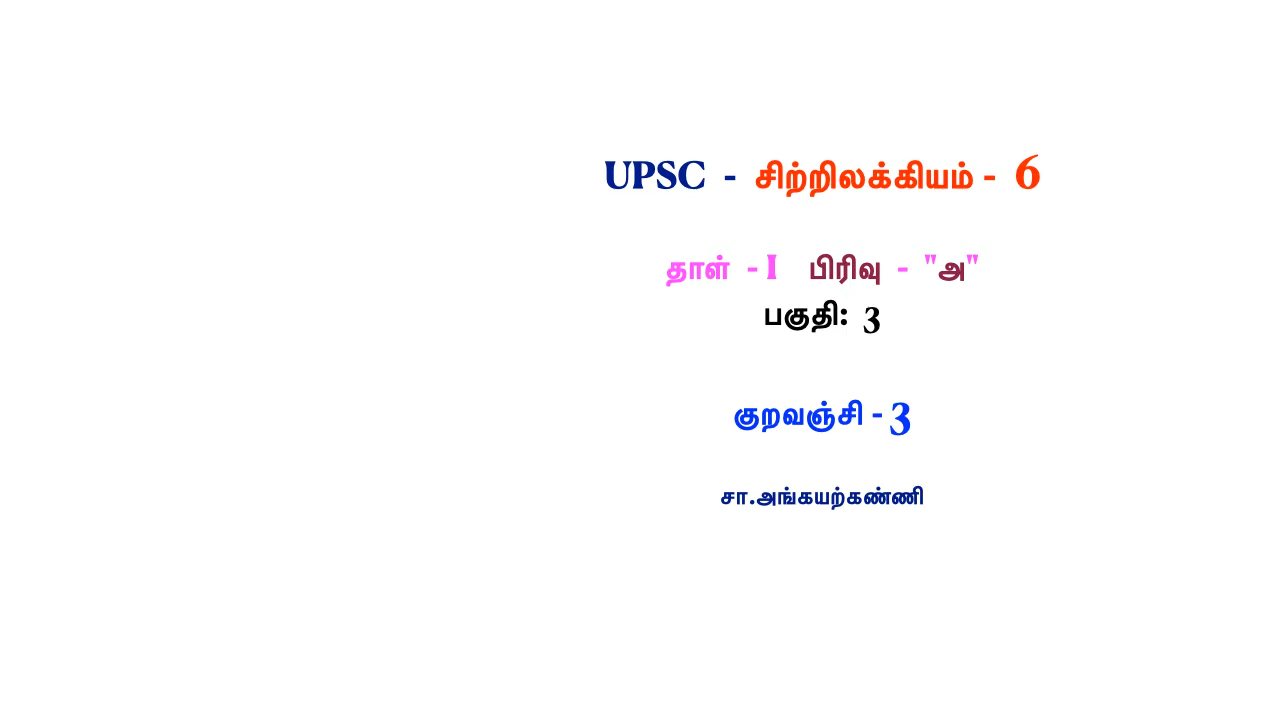 UPSC - சிற்றிலக்கியம் - 6
தாள் - I பிரிவு - "அ"
பகுதி: 3
குறவஞ்சி - 3
சா.அங்கயற்கண்ணி